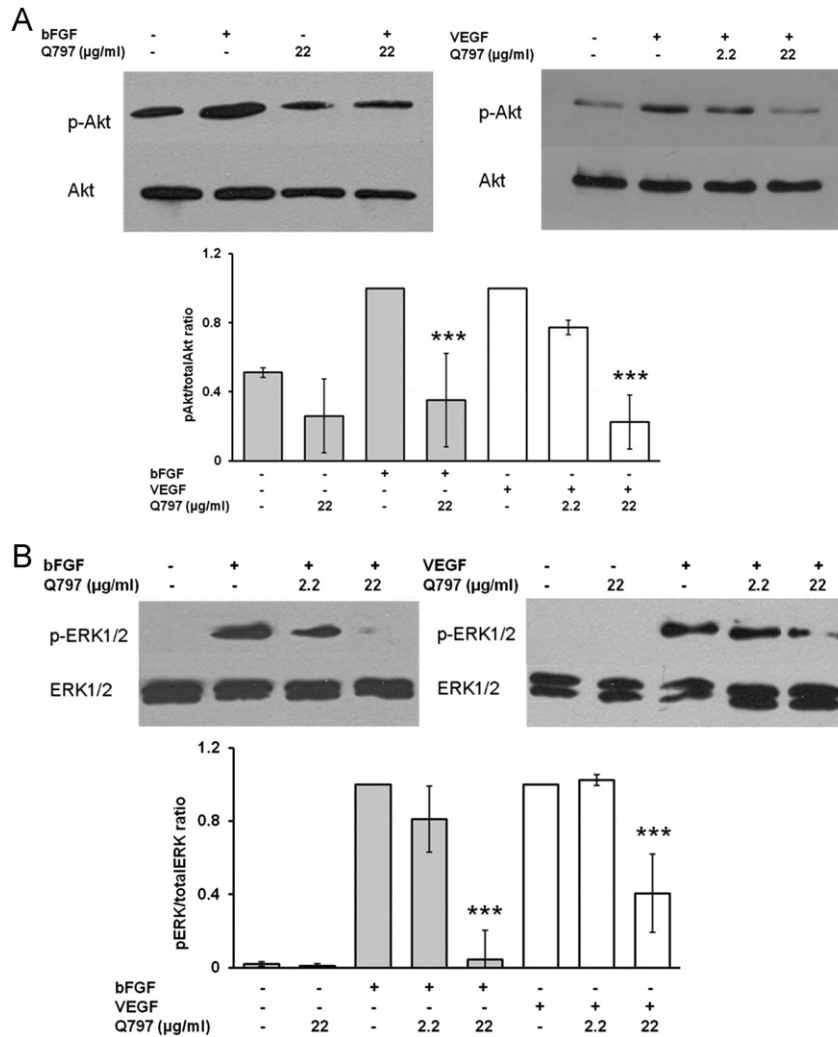 A
bFGF - + - +
Q797 (µg/ml) - - 22 22
p-Akt
Akt
VEGF - + + +
Q797 (µg/ml) - - 2.2 22
p-Akt
Akt
pAkt/totalAkt ratio
1.2
0.8
0.4
0
*** ***
bFGF - - + + - - -
VEGF - - - - + + +
Q797 (µg/ml) - 22 - 22 - 2.2 22
B
bFGF - + + +
Q797 (µg/ml) - - 2.2 22
p-ERK1/2
ERK1/2
VEGF - - + + +
Q797 (µg/ml) - 22 - 2.2 22
p-ERK1/2
ERK1/2
pERK/totalERK ratio
1.2
0.8
0.4
0
*** ***
bFGF - - + + + - - -
VEGF - - - - - + + +
Q797 (µg/ml) - 22 - 2.2 22 - 2.2 22